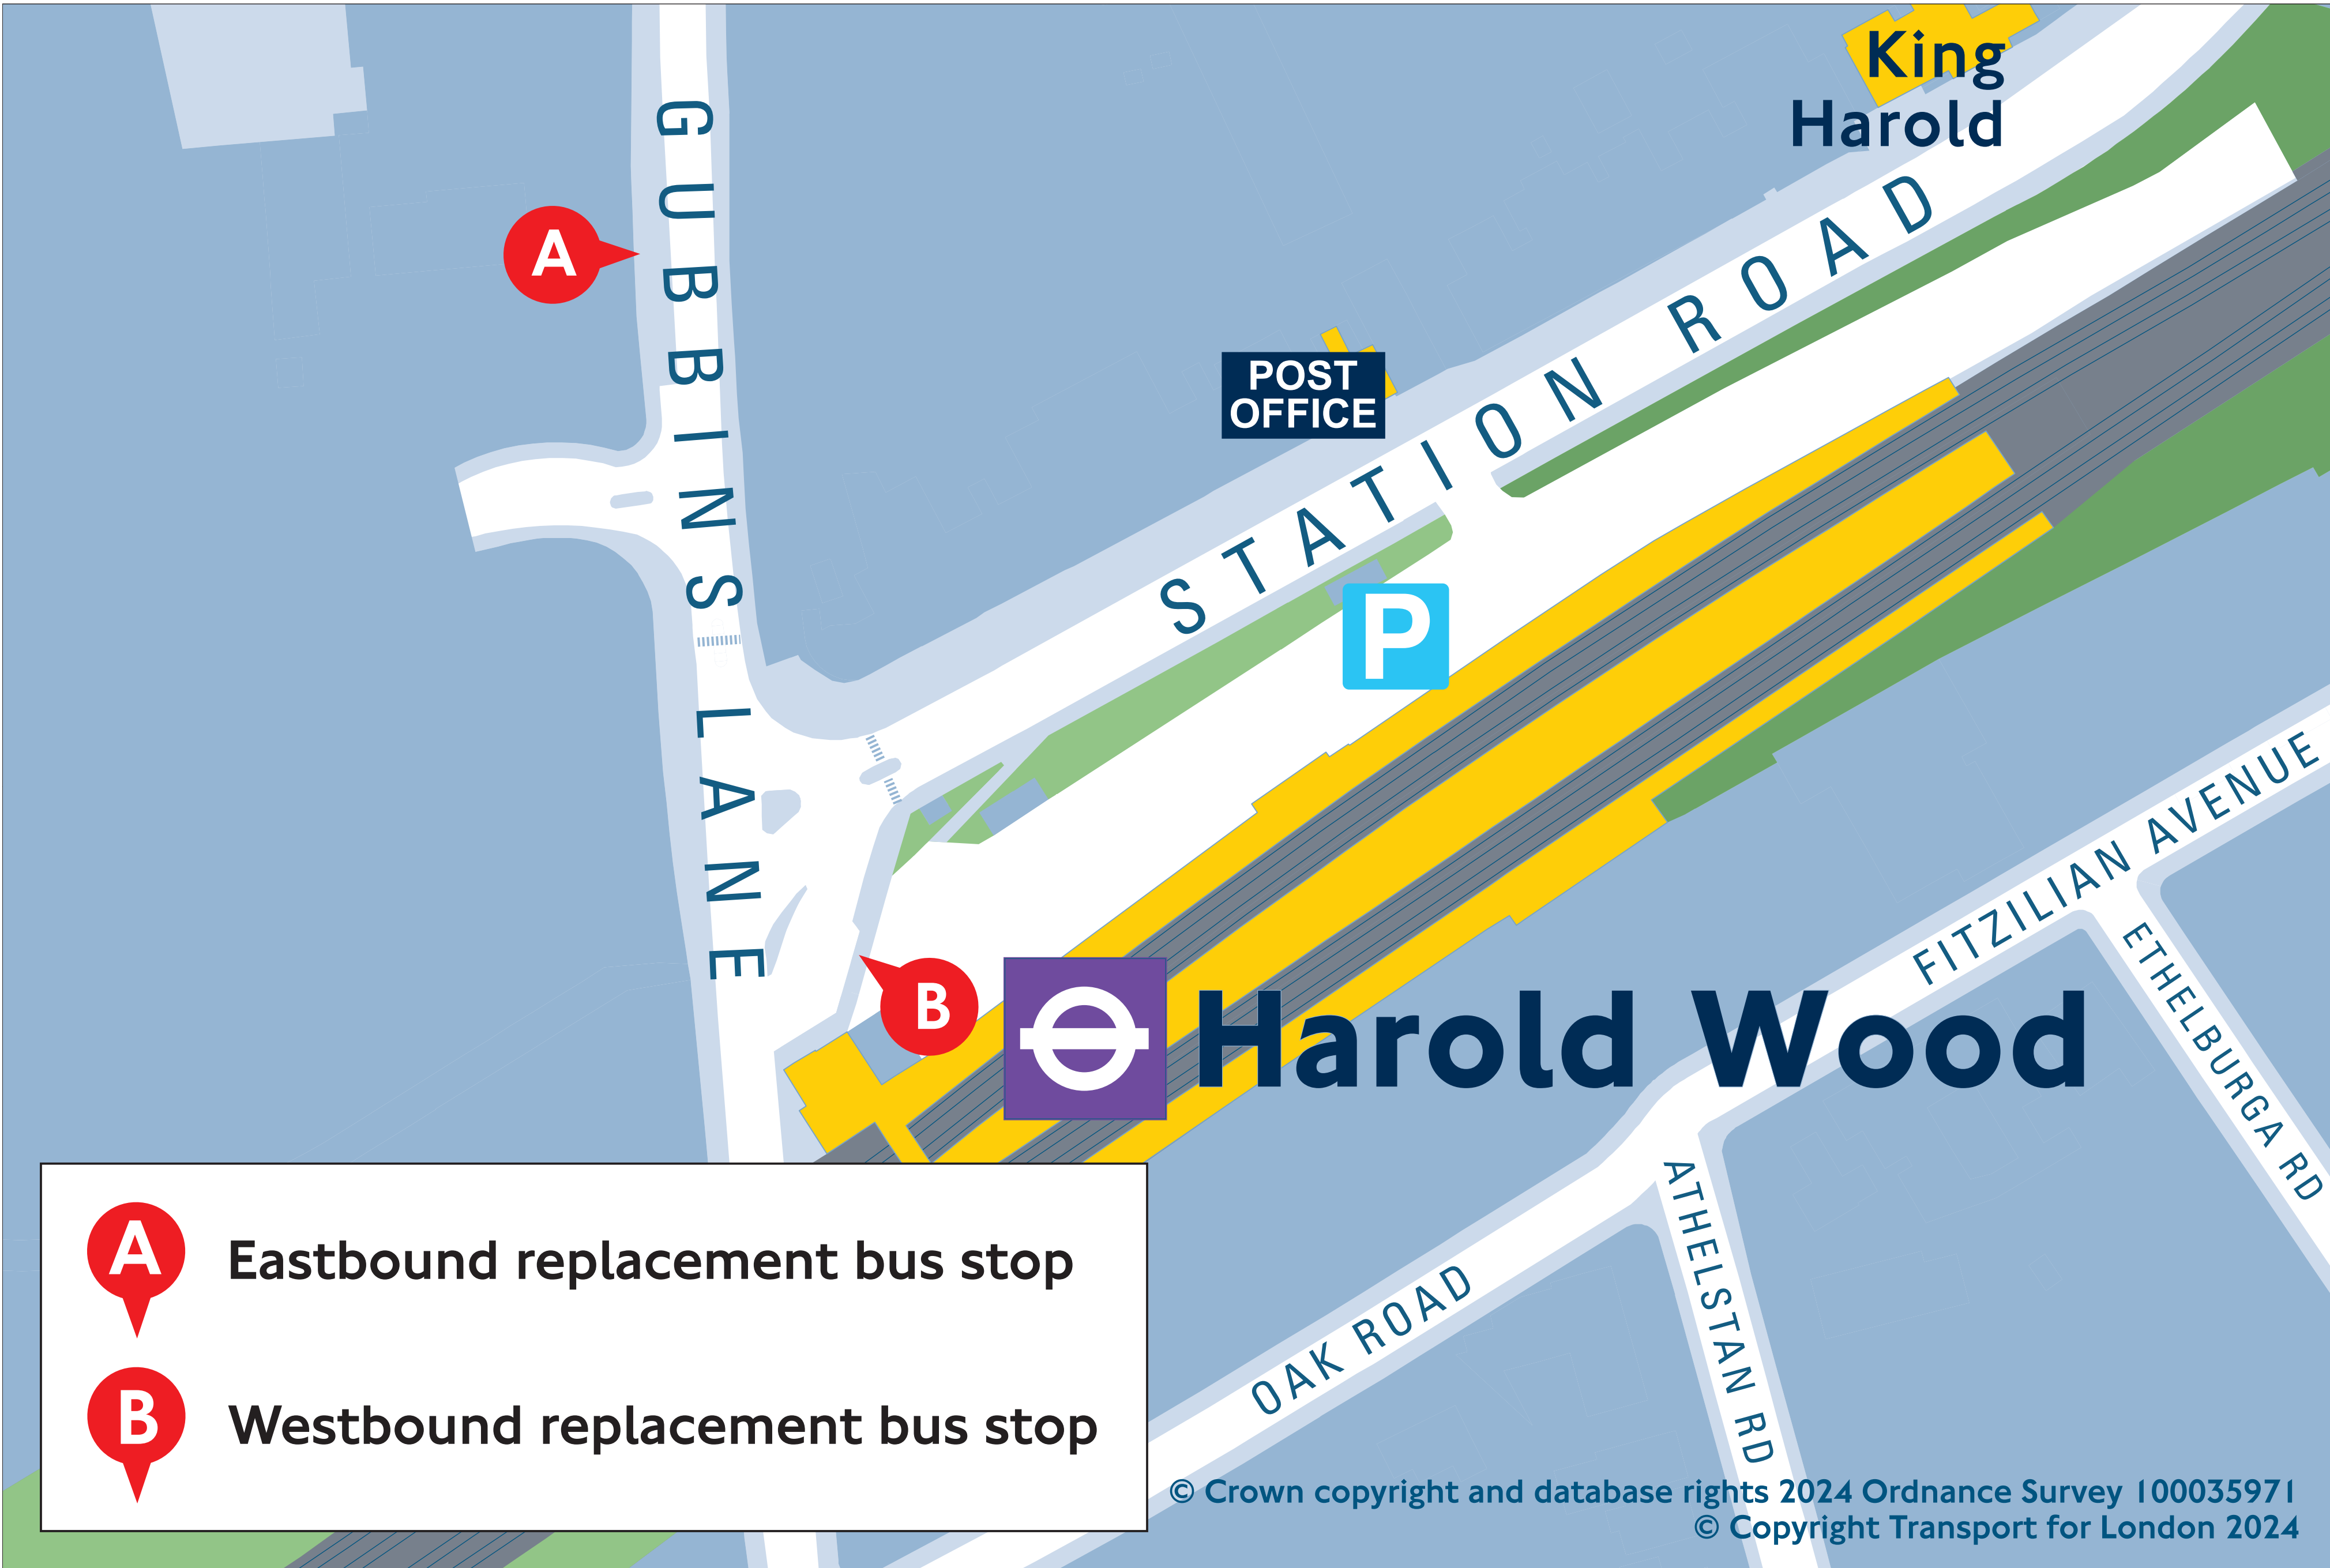 King
Harold
GUBBINS LANE
A
STATION ROAD
POST
OFFICE
P
FITZILIAN AVENUE
ETHELBURGA RD
B
Harold Wood
ATHELSTAN RD
OAK ROAD
A Eastbound replacement bus stop
B Westbound replacement bus stop
© Crown copyright and database rights 2024 Ordnance Survey 100035971
© Copyright Transport for London 2024